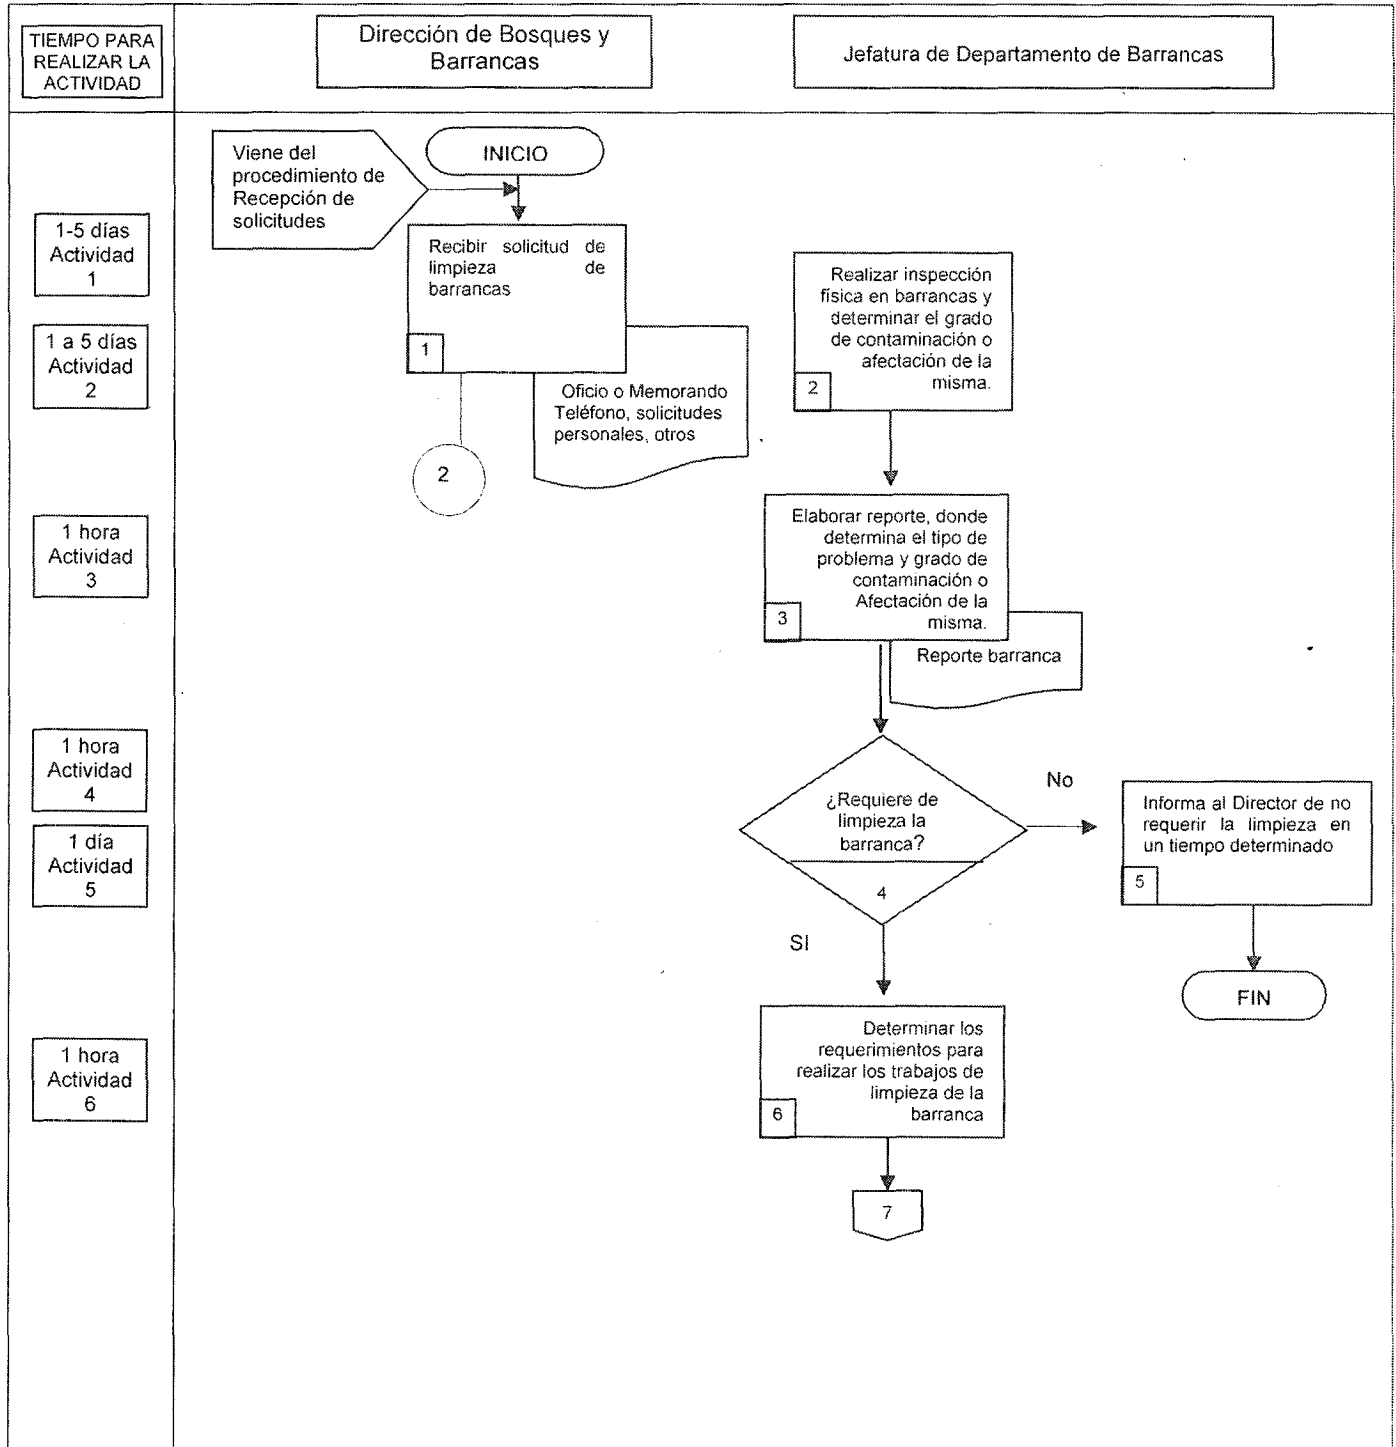 TIEMPO PARA
REALIZAR LA
ACTIVIDAD
Dirección de Bosques y
Barrancas
Jefatura de Departamento de Barrancas
Viene del
procedimiento de
Recepción de
solicitudes
INICIO
1-5 días
Actividad
1
Recibir solicitud de
limpieza de
barrancas
1
Oficio o Memorando
Teléfono, solicitudes
personales, otros
2
1 a 5 días
Actividad
2
Realizar inspección
física en barrancas y
determinar el grado
de contaminación o
afectación de la
misma.
2
1 hora
Actividad
3
Elaborar reporte, donde
determina el tipo de
problema y grado de
contaminación o
Afectación de la
misma.
3
Reporte barranca
1 hora
Actividad
4
¿Requiere de
limpieza la
barranca?
4
No
SI
1 día
Actividad
5
Informa al Director de no
requerir la limpieza en
un tiempo determinado
5
FIN
1 hora
Actividad
6
Determinar los
requerimientos para
realizar los trabajos de
limpieza de la
barranca
6
7